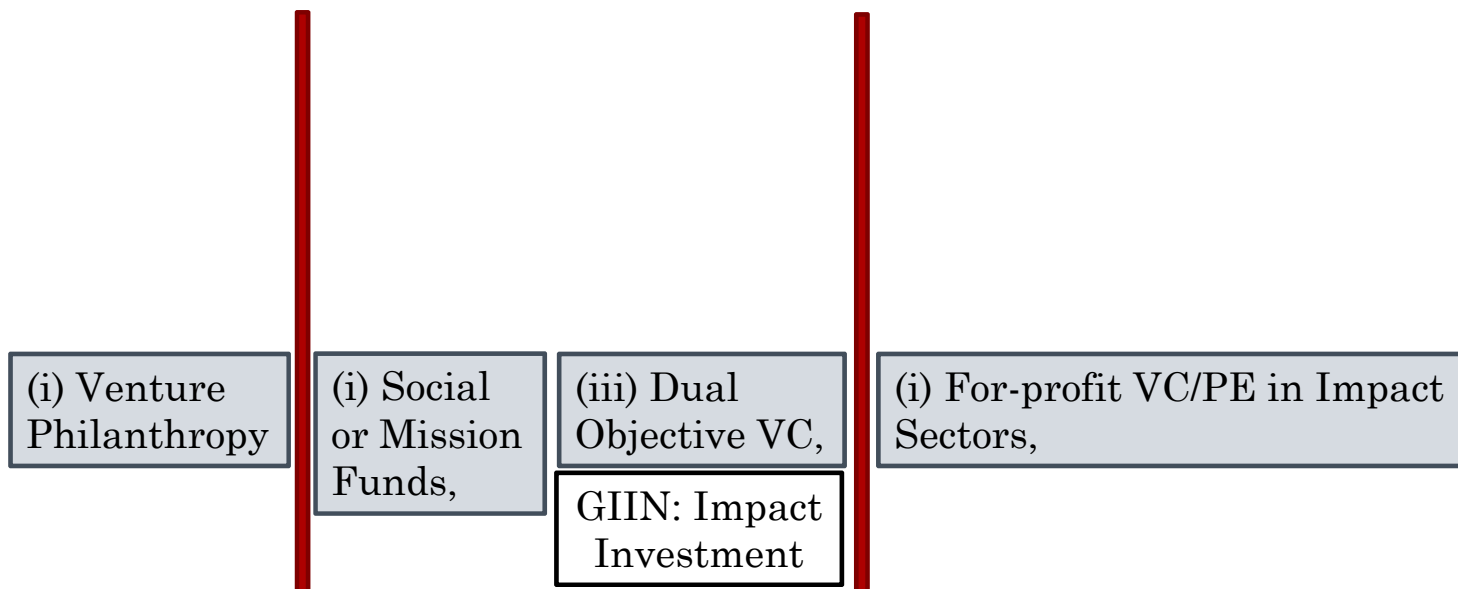 (i) Venture
Philanthropy
(i) Social
or Mission
Funds,
(iii) Dual
Objective VC,
GIIN: Impact
Investment
(i) For-profit VC/PE in Impact
Sectors,